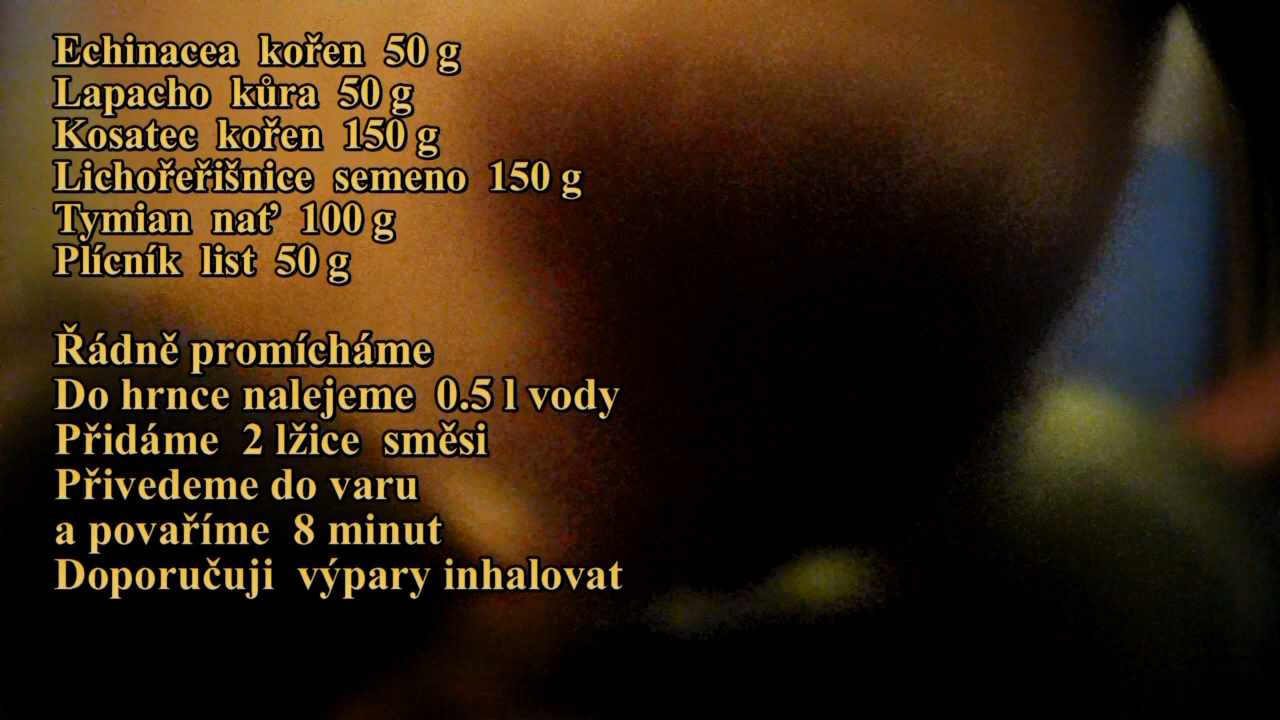 Echinacea kořen 50 g
Lapacho kůra 50 g
Kosatec kořen 150 g
Lichořeřišnice semeno 150 g
Tymian nať 100 g
Plícník list 50 g
Řádně promícháme
Do hrnce nalejeme 0.5 l vody
Přidáme 2 lžice směsi
Přivedeme do varu
a povaříme 8 minut
Doporučuji výpary inhalovat